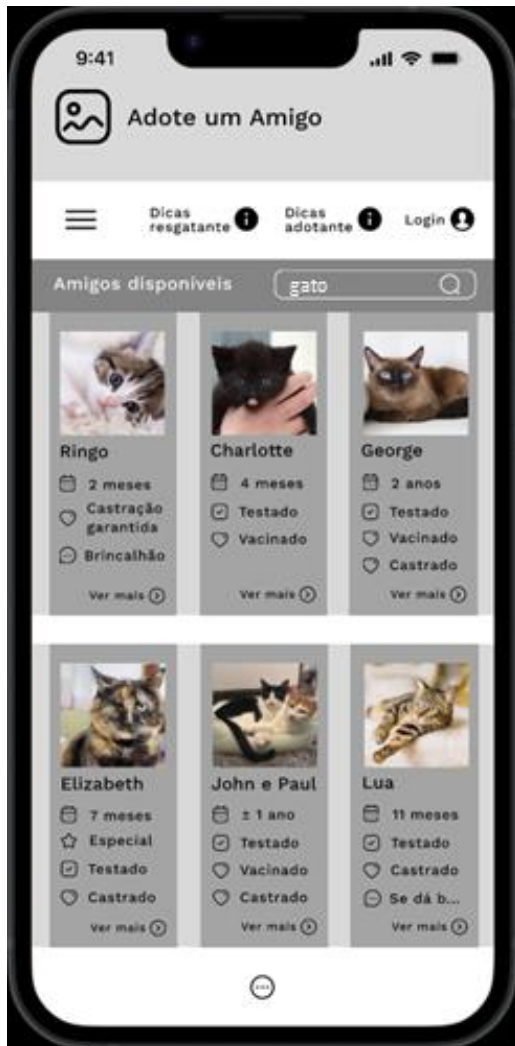 9:41
Adote um Amigo
Dicas resgatante
Dicas adotante
Login
Amigos disponíveis
gato
Ringo
2 meses
Castração
garantida
Brincalhão
Ver mais
Charlotte
4 meses
Testado
Vacinado
Ver mais
George
2 anos
Testado
Vacinado
Castrado
Ver mais
Elizabeth
7 meses
Especial
Testado
Castrado
Ver mais
John e Paul
± 1 ano
Testado
Vacinado
Castrado
Ver mais
Lua
11 meses
Testado
Castrado
Se dá b...
Ver mais